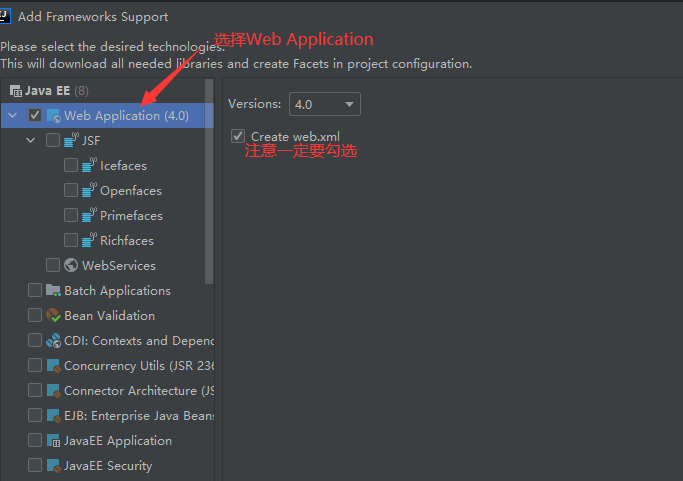 Add Frameworks Support
Please select the desired technologies.
选择Web Application
This will download all needed libraries and create Facets in project configuration.
Java EE (8)
Web Application (4.0)
JSF
Icefaces
Openfaces
Primefaces
Richfaces
WebServices
Batch Applications
Bean Validation
CDI: Contexts and Depend
Concurrency Utils (JSR 236
Connector Architecture (JS
EJB: Enterprise Java Beans
JavaEE Application
JavaEE Security
Versions: 4.0
Create web.xml
注意一定要勾选